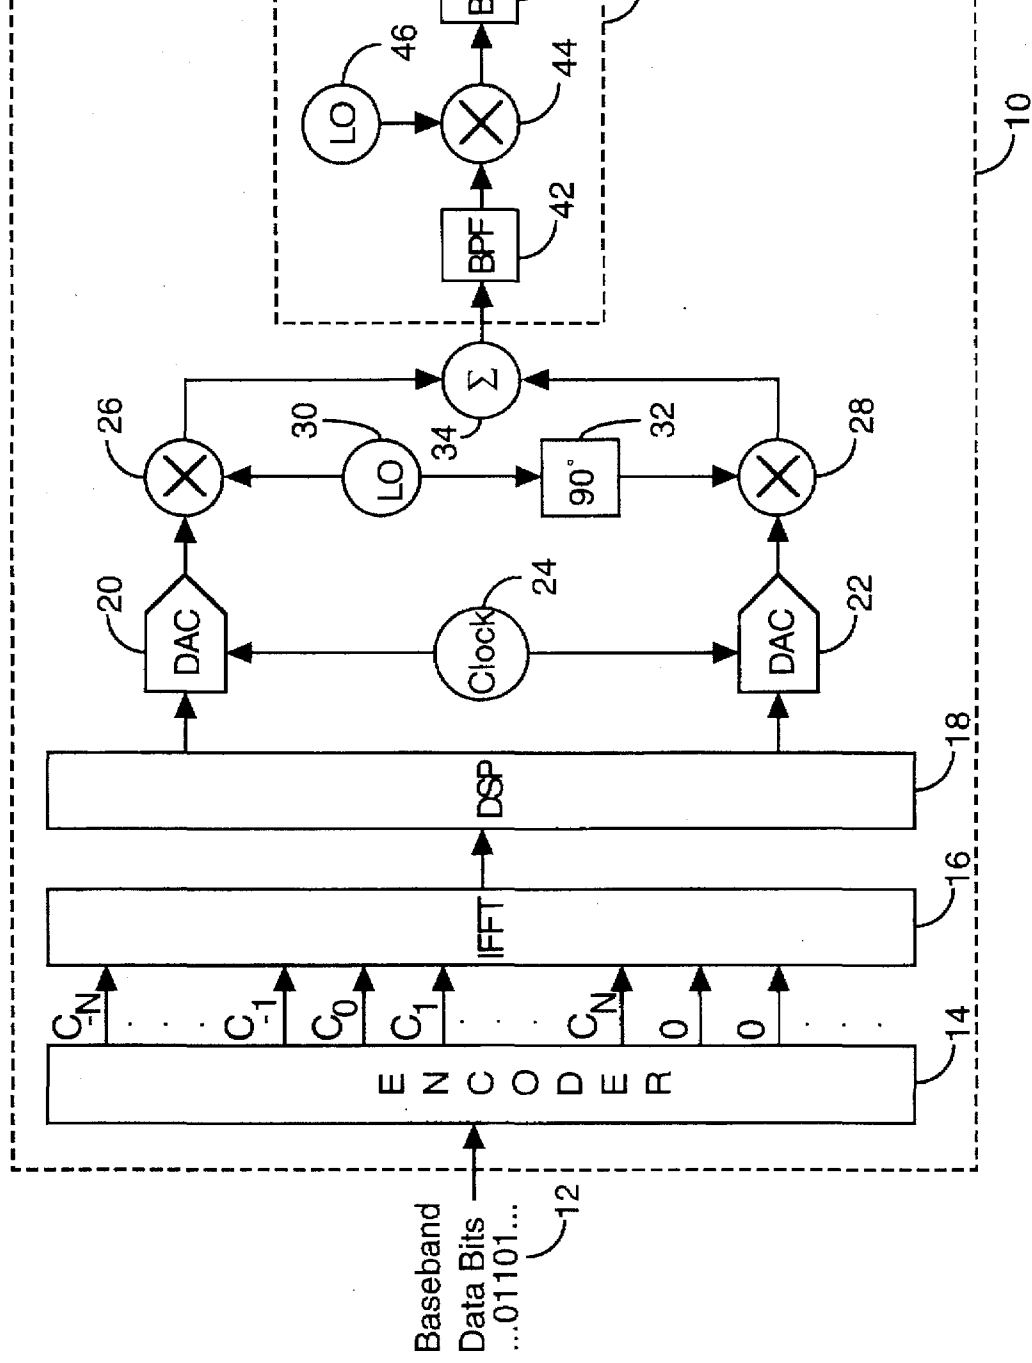 Baseband
Data Bits
...01101...
12
E N C O D E R
14
C-N
. . .
C-1
C0
C1
. . .
CN
0
0
. . .
IFFT
16
DSP
18
DAC
20
Clock
24
DAC
22
26
LO
30
90°
32
28
Σ
34
BPF
42
44
LO
46
B
10